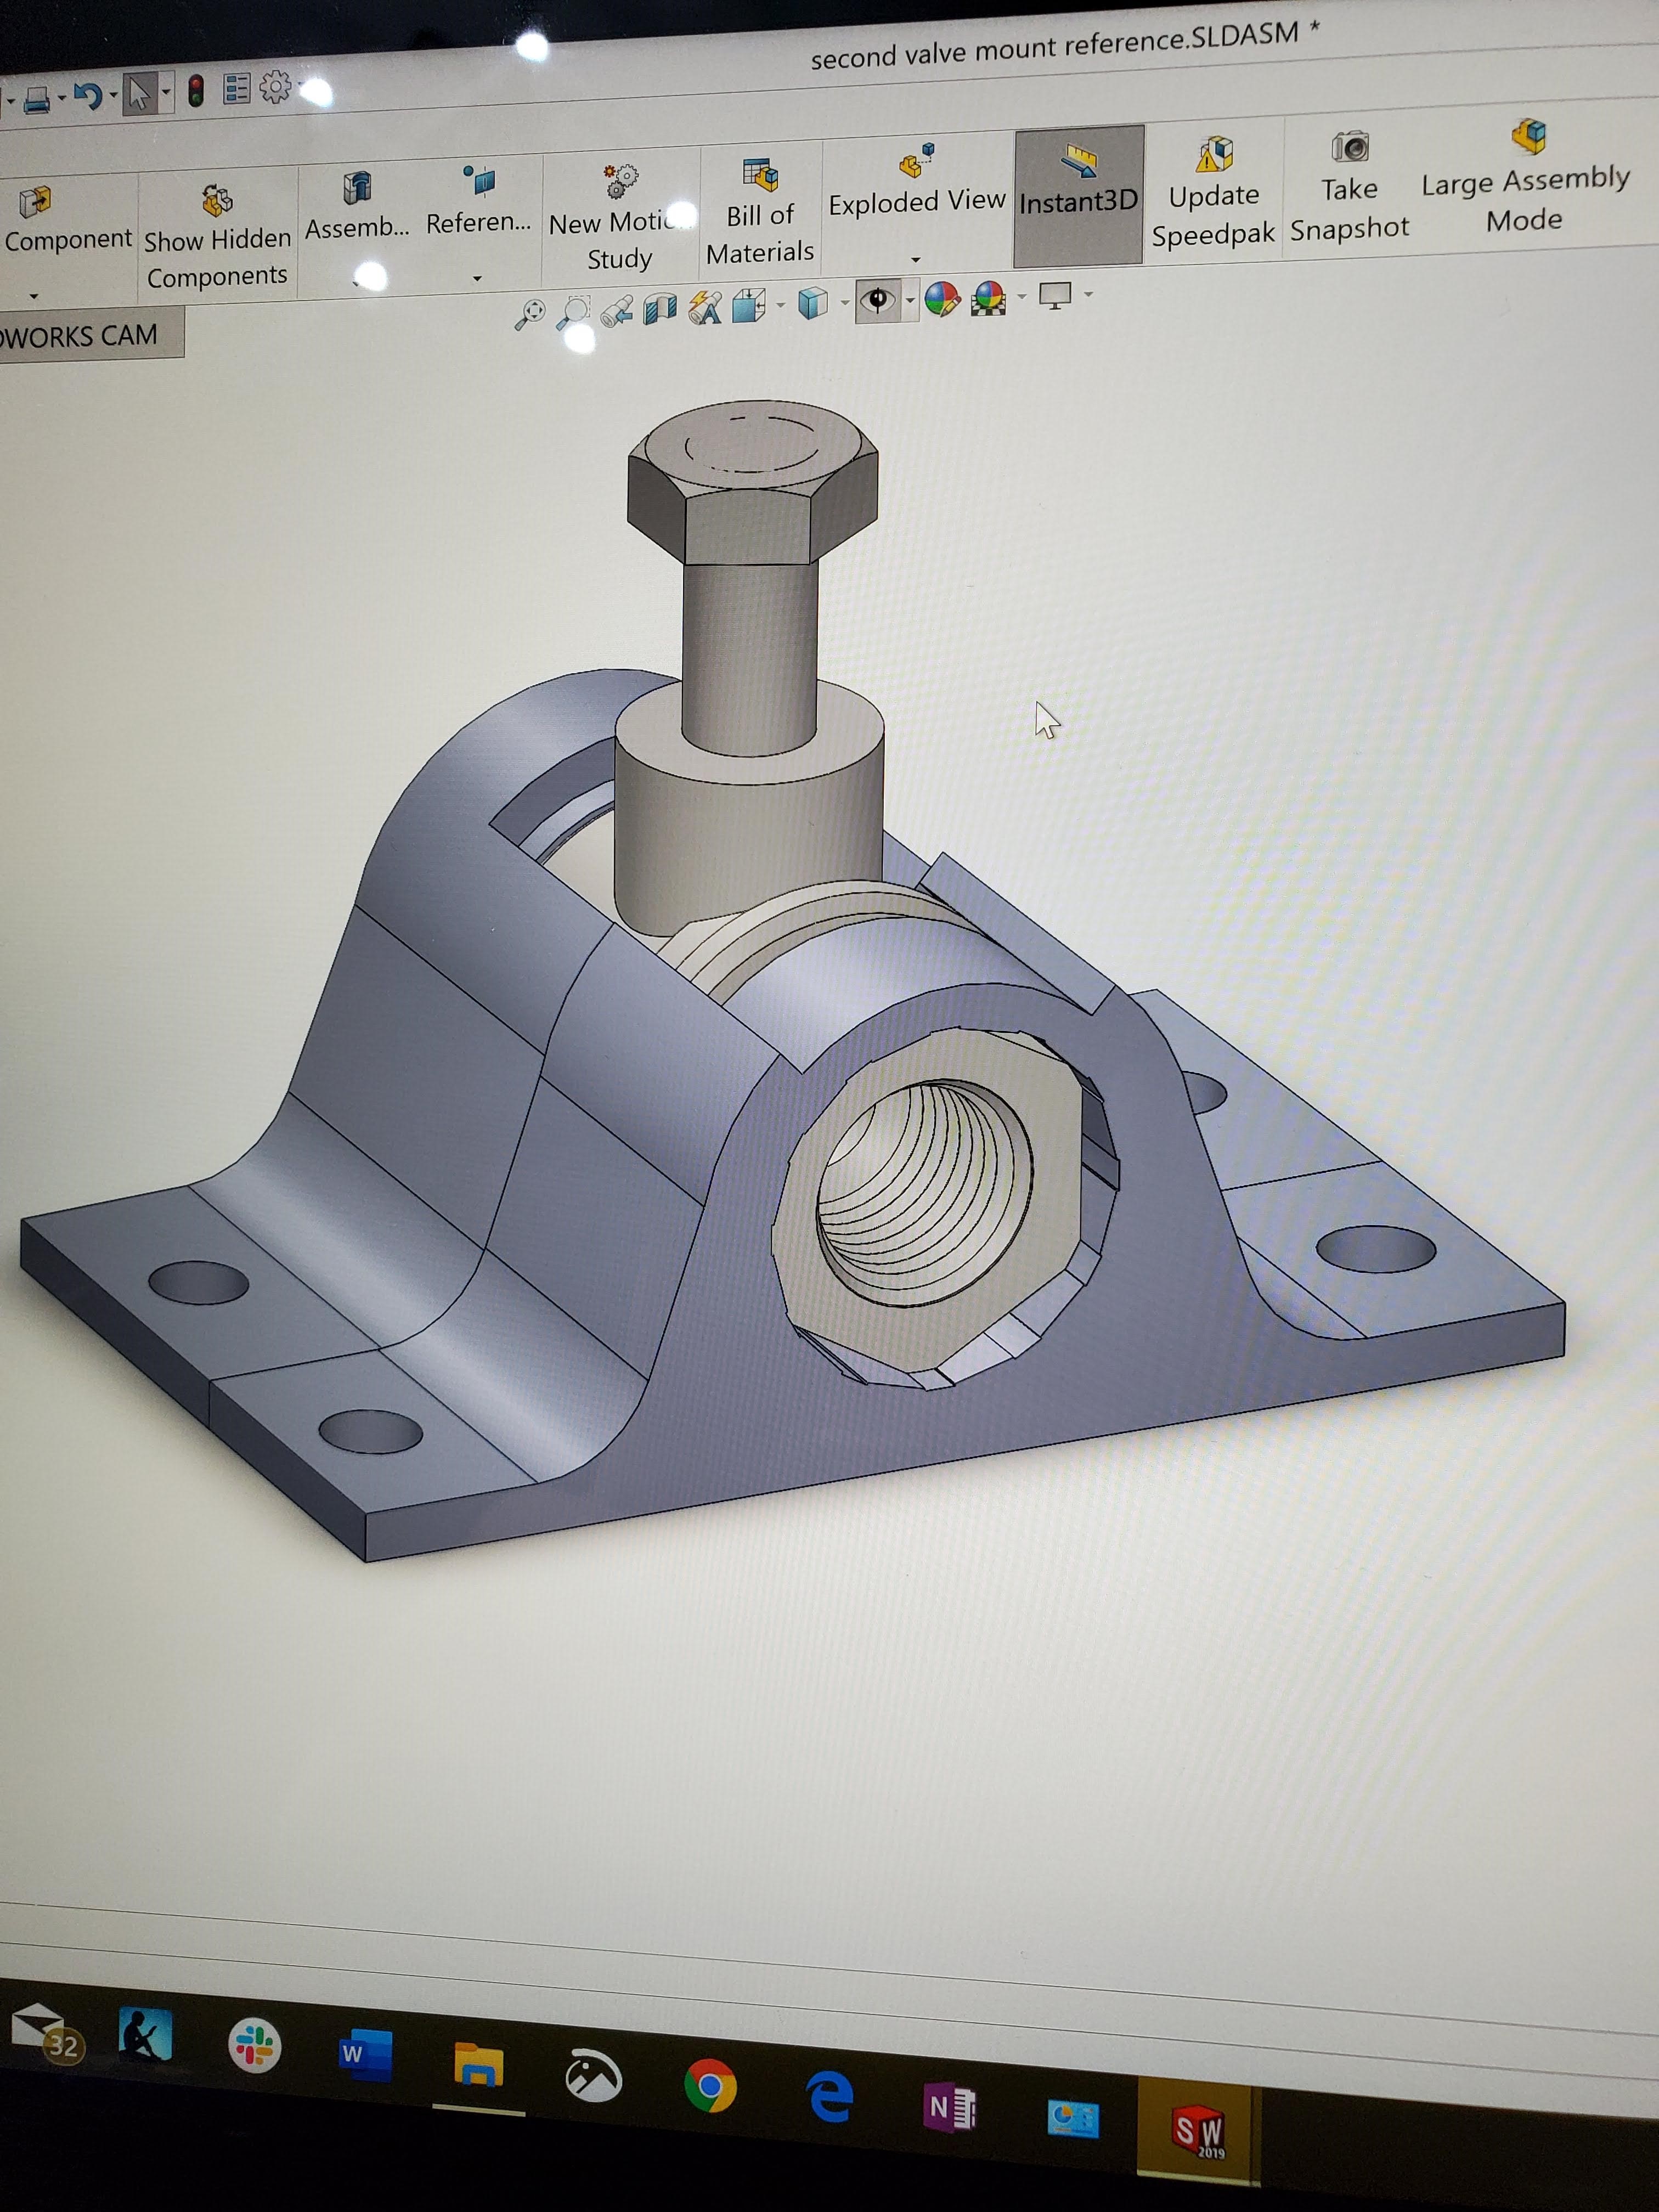 second valve mount reference.SLDASM *
Component
Show Hidden
Components
Assemb...
Referen...
New Motic
Study
Bill of
Materials
Exploded View
Instant3D
Update
Speedpak
Take
Snapshot
Large Assembly
Mode
WORKS CAM
32
W
N
SW
2019